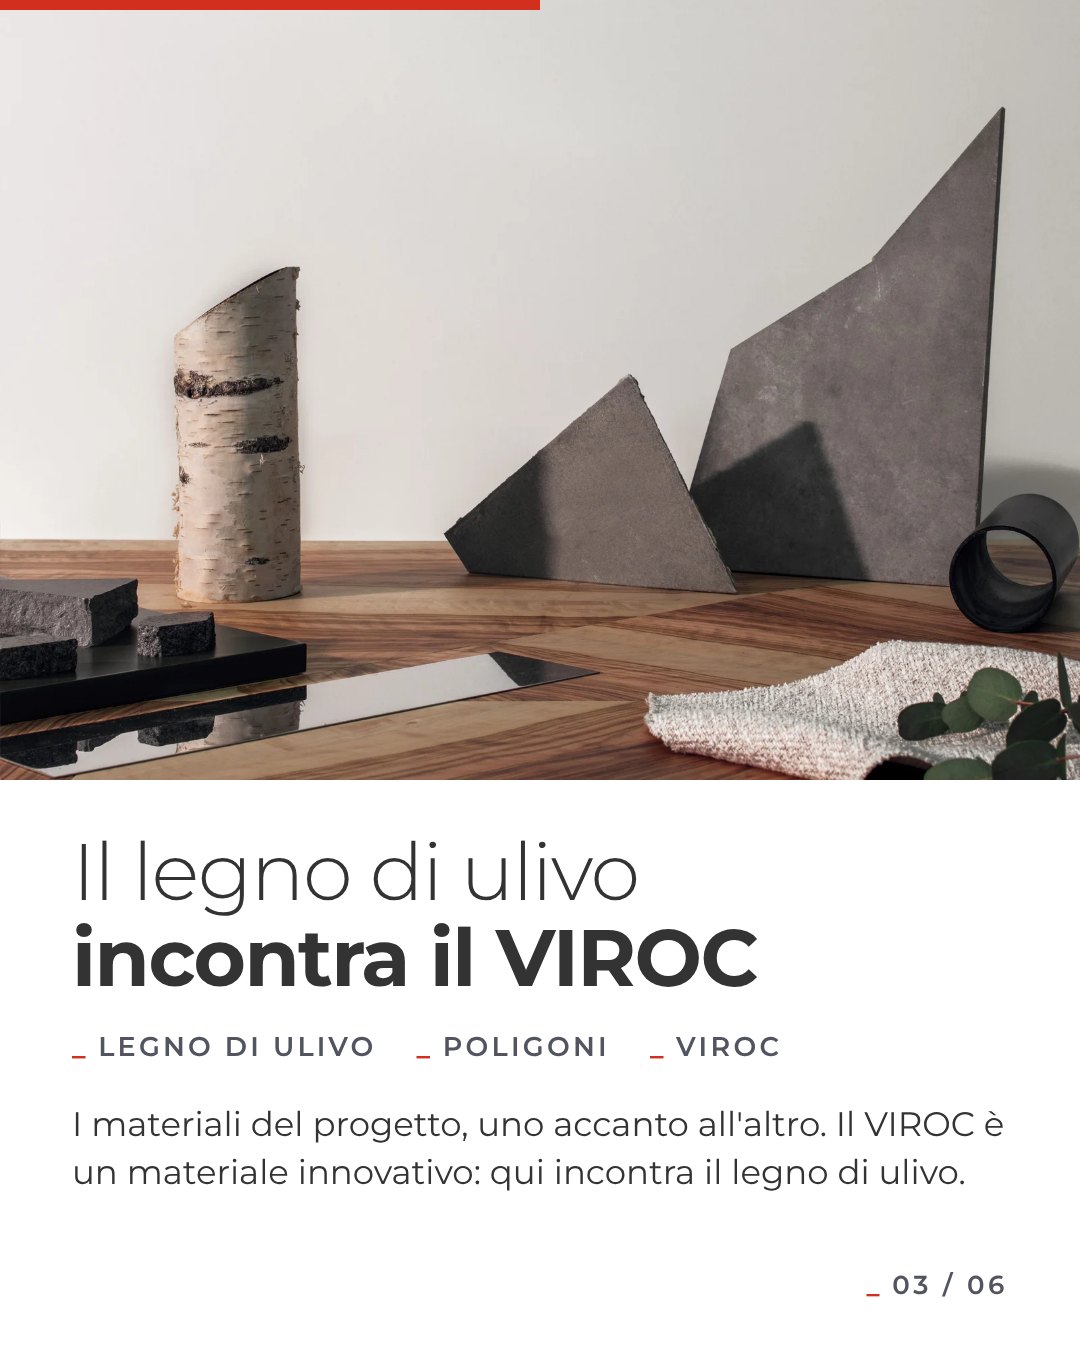 Il legno di ulivo
incontra il VIROC
_ LEGNO DI ULIVO _ POLIGONI _ VIROC
I materiali del progetto, uno accanto all'altro. Il VIROC è
un materiale innovativo: qui incontra il legno di ulivo.
_ 03 / 06